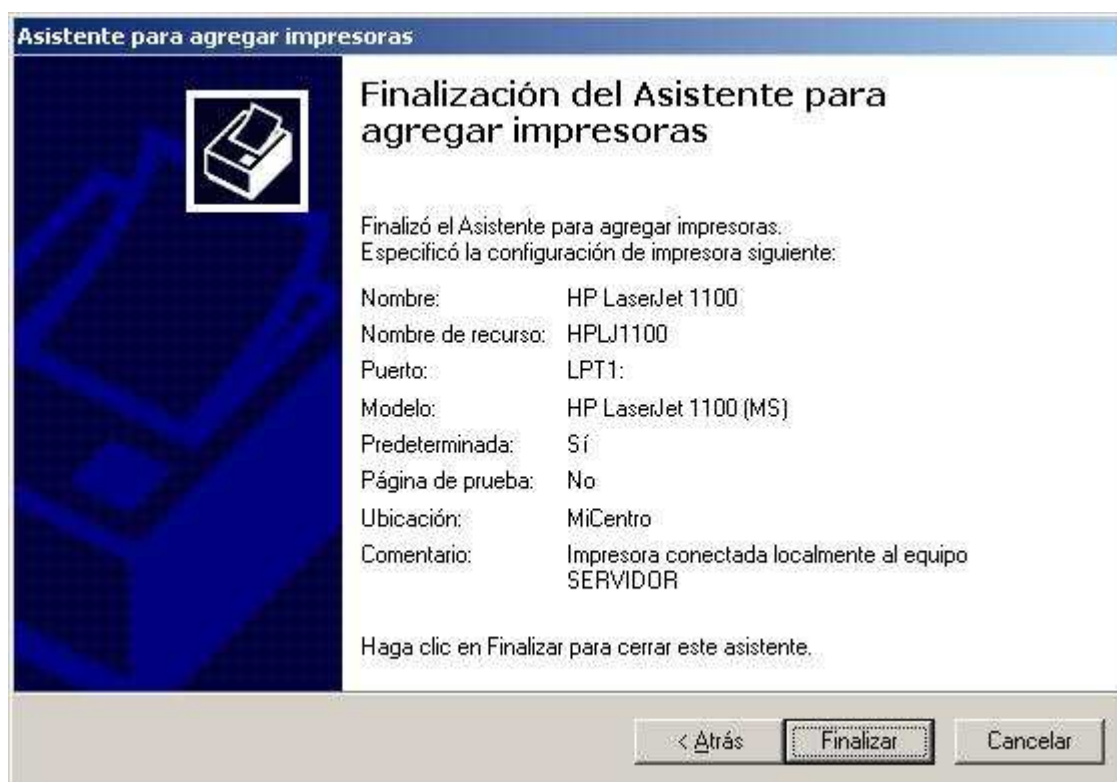 Asistente para agregar impresoras
Finalización del Asistente para
agregar impresoras
Finalizó el Asistente para agregar impresoras.
Especificó la configuración de impresora siguiente:
Nombre: HP LaserJet 1100
Nombre de recurso: HPLJ1100
Puerto: LPT1:
Modelo: HP LaserJet 1100 (MS)
Predeterminada: Sí
Página de prueba: No
Ubicación: MiCentro
Comentario: Impresora conectada localmente al equipo
SERVIDOR
Haga clic en Finalizar para cerrar este asistente.
< Atrás Finalizar Cancelar